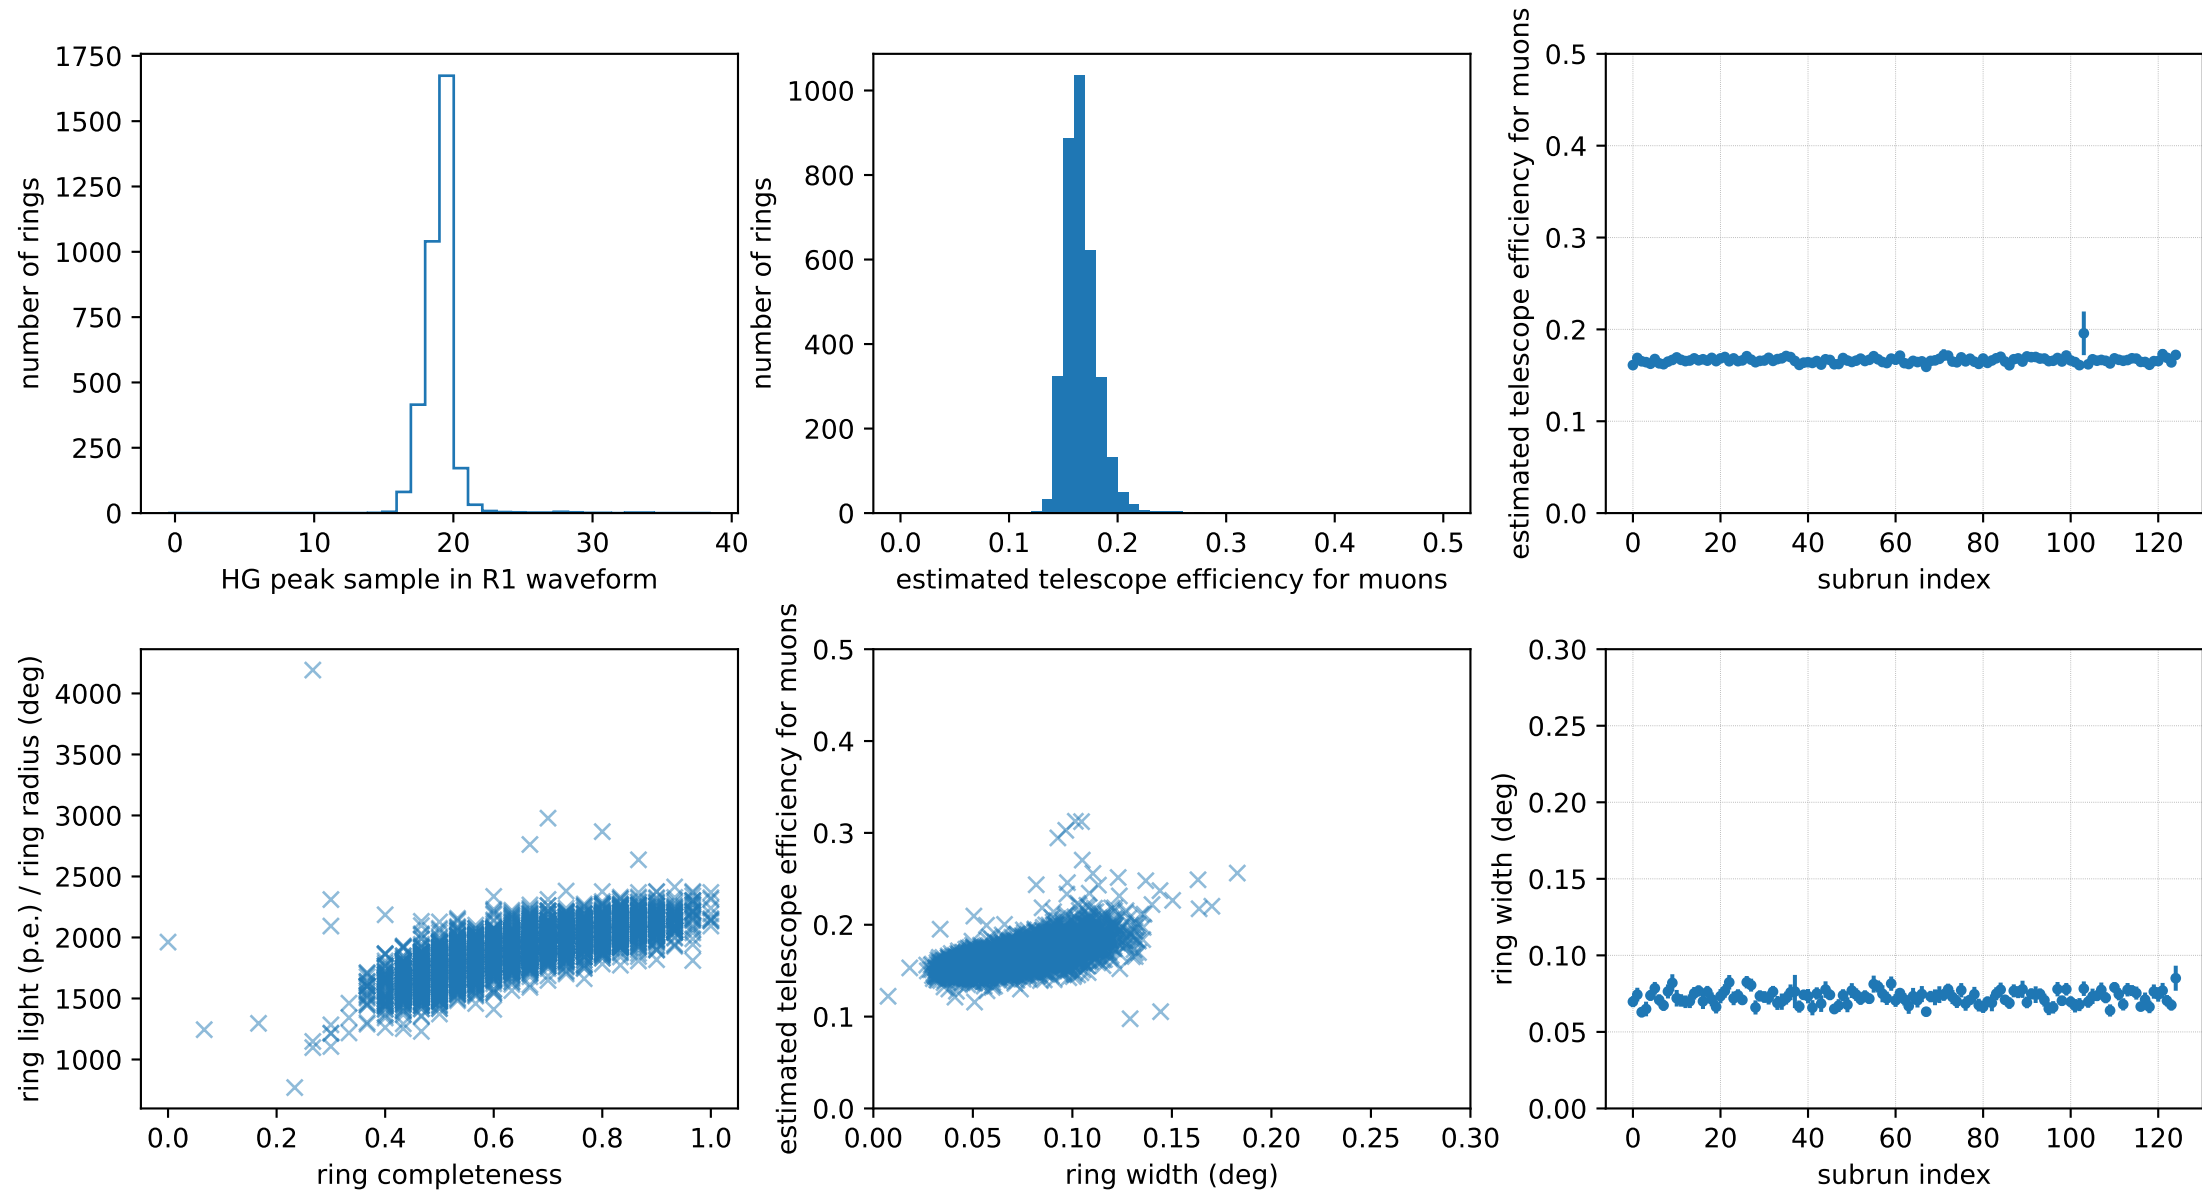 number of rings
1750
1500
1250
1000
750
500
250
0
0 10 20 30 40
HG peak sample in R1 waveform
number of rings
1000
800
600
400
200
0
0.0 0.1 0.2 0.3 0.4 0.5
estimated telescope efficiency for muons
estimated telescope efficiency for muons
0.5
0.4
0.3
0.2
0.1
0.0
0 20 40 60 80 100 120
subrun index
ring light (p.e.) / ring radius (deg)
4000
3500
3000
2500
2000
1500
1000
0.0 0.2 0.4 0.6 0.8 1.0
ring completeness
estimated telescope efficiency for muons
0.5
0.4
0.3
0.2
0.1
0.0
0.00 0.05 0.10 0.15 0.20 0.25 0.30
ring width (deg)
ring width (deg)
0.30
0.25
0.20
0.15
0.10
0.05
0.00
0 20 40 60 80 100 120
subrun index